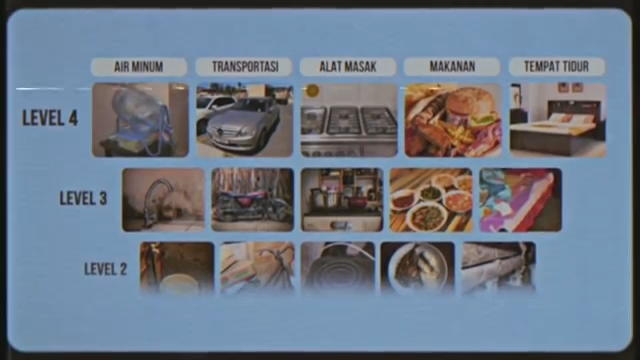 AIR MINUM
TRANSPORTASI
ALAT MASAK
MAKANAN
TEMPAT TIDUR
LEVEL 4
LEVEL 3
LEVEL 2